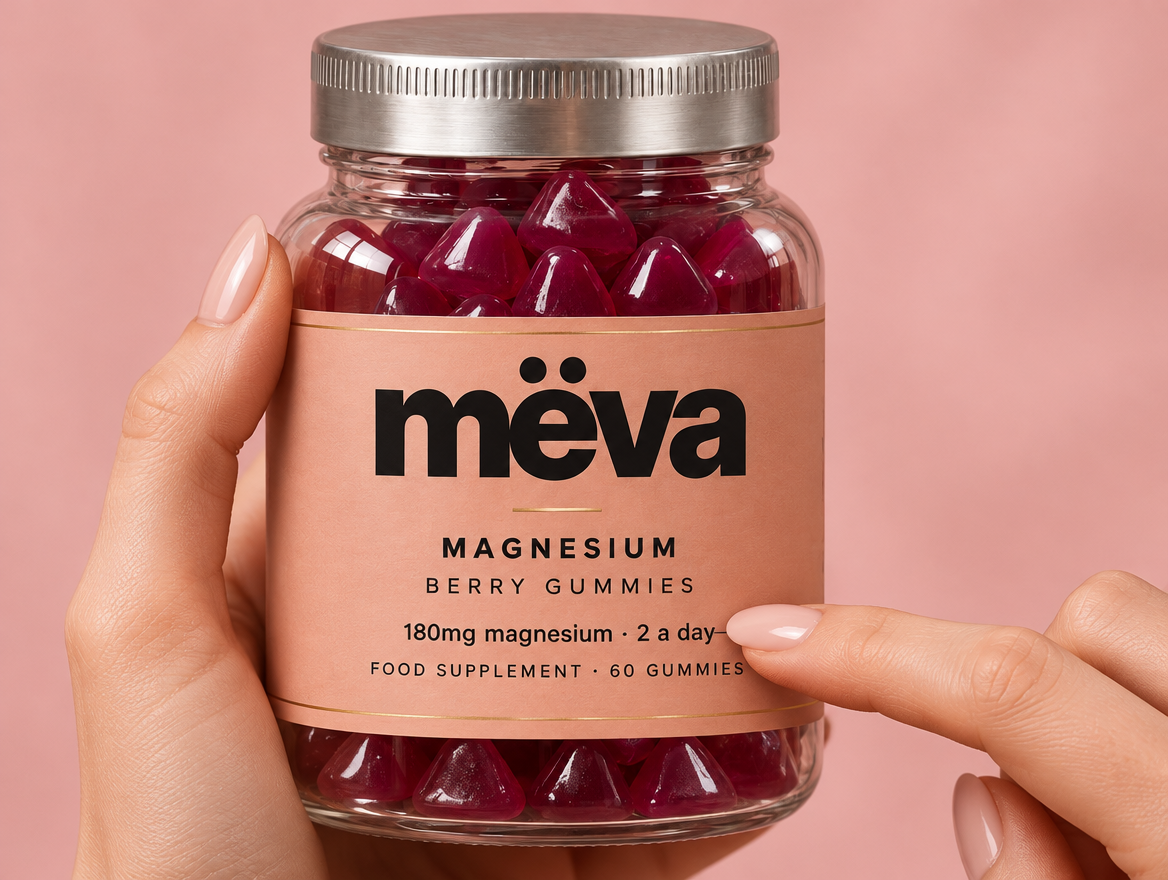 mëva
MAGNESIUM
BERRY GUMMIES
180mg magnesium · 2 a day
FOOD SUPPLEMENT · 60 GUMMIES